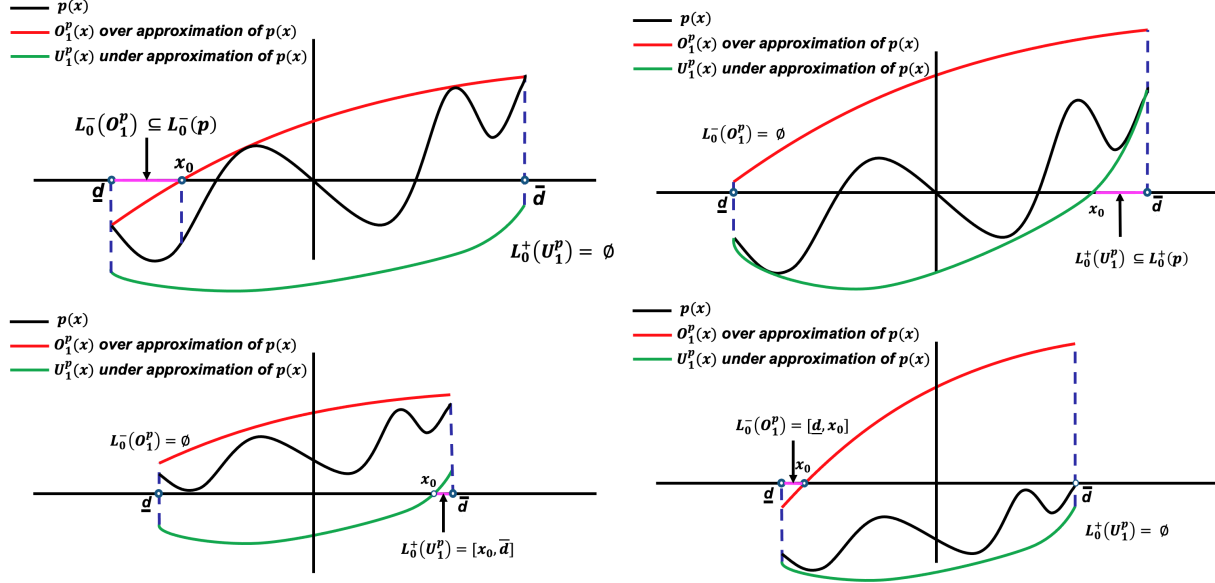 p(x)
O₁ᵖ(x) over approximation of p(x)
U₁ᵖ(x) under approximation of p(x)
L₀⁻(O₁ᵖ) ⊆ L₀⁻(p)
x₀
d̲
d̅
L₀⁺(U₁ᵖ) = ∅
p(x)
O₁ᵖ(x) over approximation of p(x)
U₁ᵖ(x) under approximation of p(x)
L₀⁻(O₁ᵖ) = ∅
d̲
x₀
d̅
L₀⁺(U₁ᵖ) ⊆ L₀⁺(p)
p(x)
O₁ᵖ(x) over approximation of p(x)
U₁ᵖ(x) under approximation of p(x)
L₀⁻(O₁ᵖ) = ∅
x₀
d̲
d̅
L₀⁺(U₁ᵖ) = [x₀, d̅]
p(x)
O₁ᵖ(x) over approximation of p(x)
U₁ᵖ(x) under approximation of p(x)
L₀⁻(O₁ᵖ) = [d̲, x₀]
x₀
d̲
d̅
L₀⁺(U₁ᵖ) = ∅